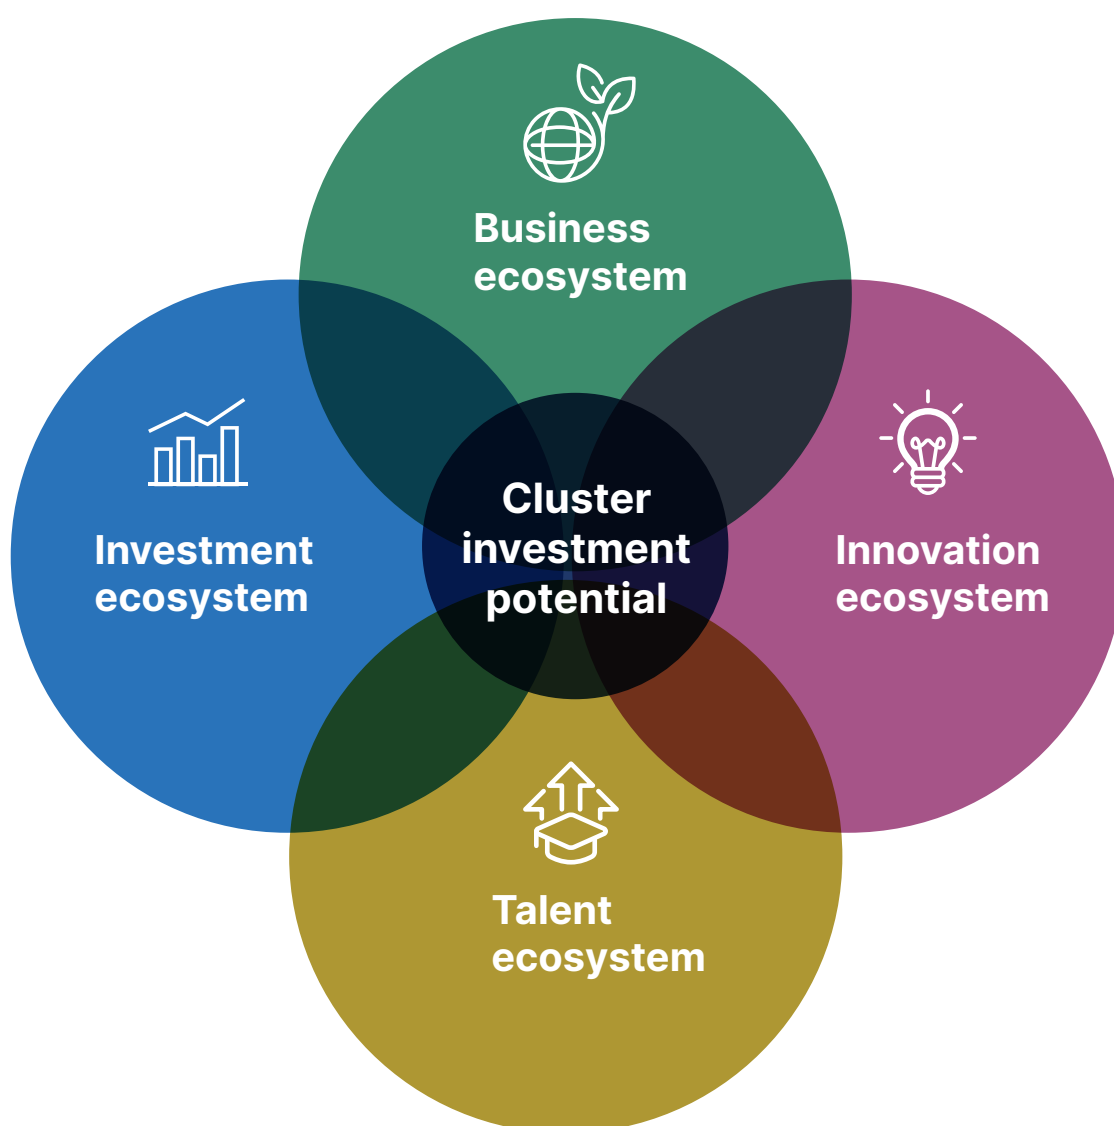 Business
ecosystem
Investment
ecosystem
Cluster
investment
potential
Innovation
ecosystem
Talent
ecosystem